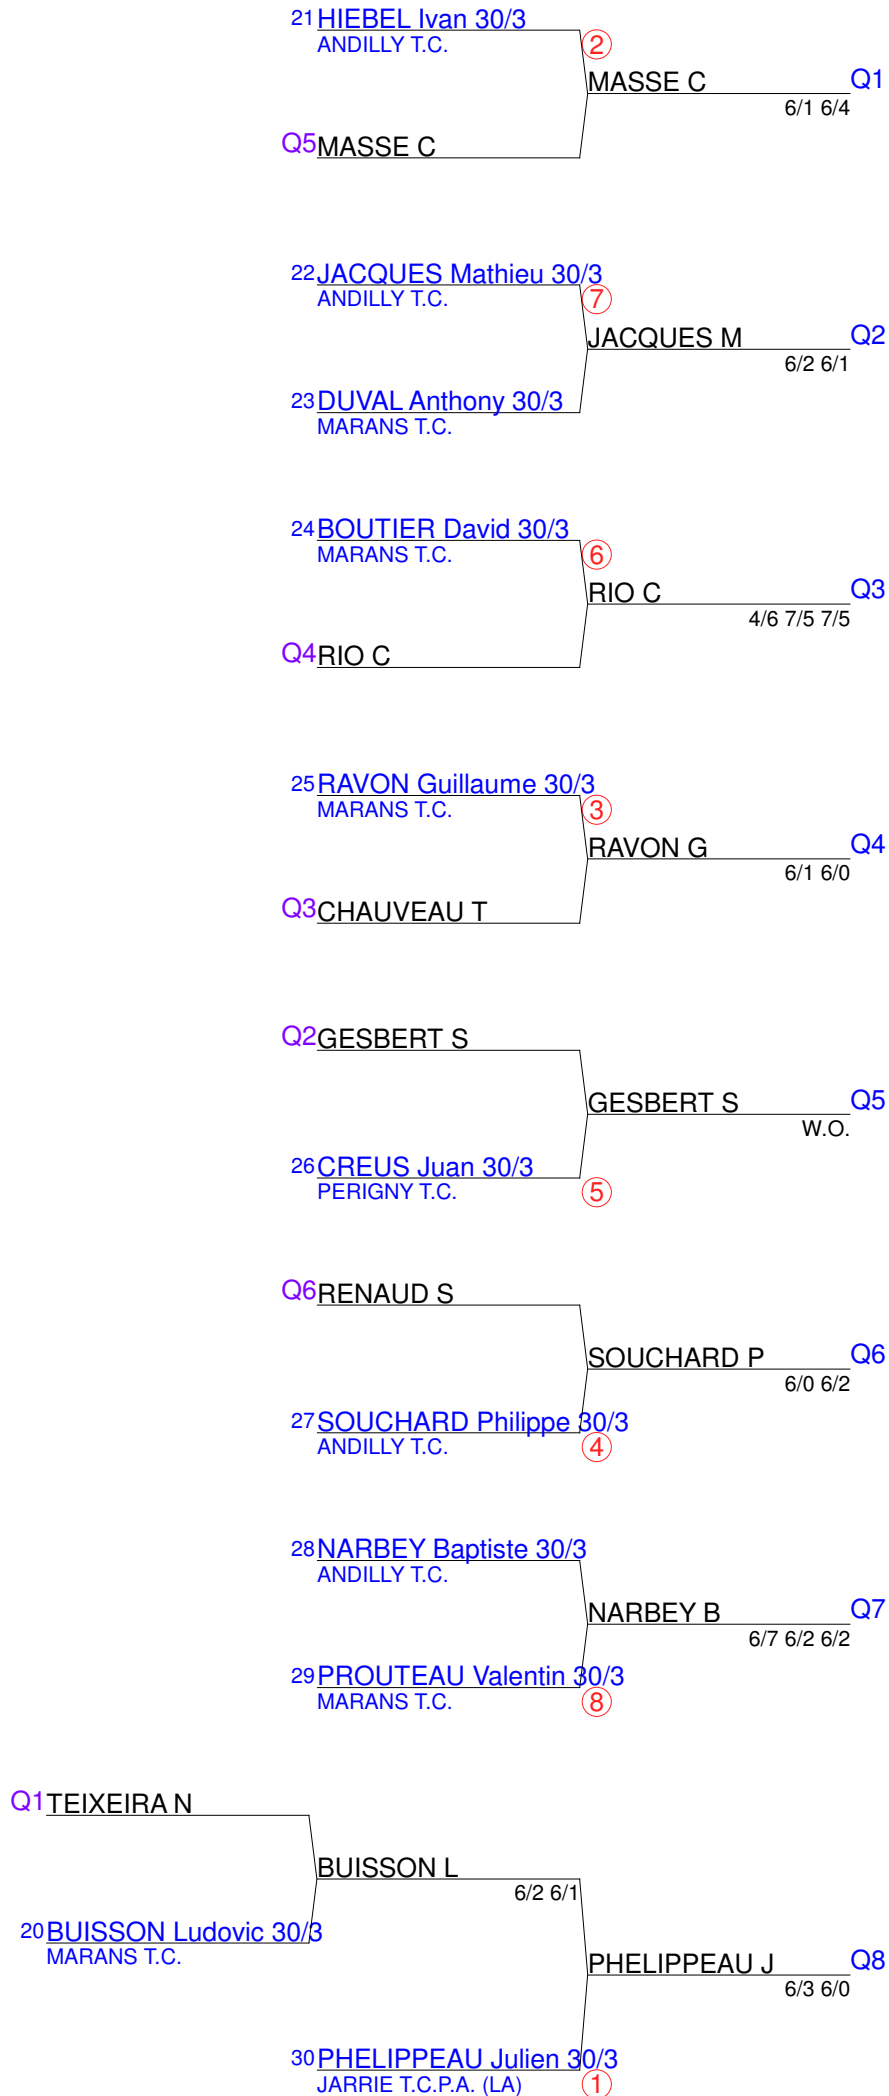 21 HIEBEL Ivan 30/3
ANDILLY T.C.
2
MASSE C Q1
6/1 6/4
Q5 MASSE C
22 JACQUES Mathieu 30/3
ANDILLY T.C.
7
JACQUES M Q2
6/2 6/1
23 DUVAL Anthony 30/3
MARANS T.C.
24 BOUTIER David 30/3
MARANS T.C.
6
RIO C Q3
4/6 7/5 7/5
Q4 RIO C
25 RAVON Guillaume 30/3
MARANS T.C.
3
RAVON G Q4
6/1 6/0
Q3 CHAUVEAU T
Q2 GESBERT S
GESBERT S Q5
W.O.
26 CREUS Juan 30/3
PERIGNY T.C.
5
Q6 RENAUD S
SOUCHARD P Q6
6/0 6/2
27 SOUCHARD Philippe 30/3
ANDILLY T.C.
4
28 NARBEY Baptiste 30/3
ANDILLY T.C.
NARBEY B Q7
6/7 6/2 6/2
29 PROUTEAU Valentin 30/3
MARANS T.C.
8
Q1 TEIXEIRA N
BUISSON L
6/2 6/1
20 BUISSON Ludovic 30/3
MARANS T.C.
PHELIPPEAU J Q8
6/3 6/0
30 PHELIPPEAU Julien 30/3
JARRIE T.C.P.A. (LA)
1